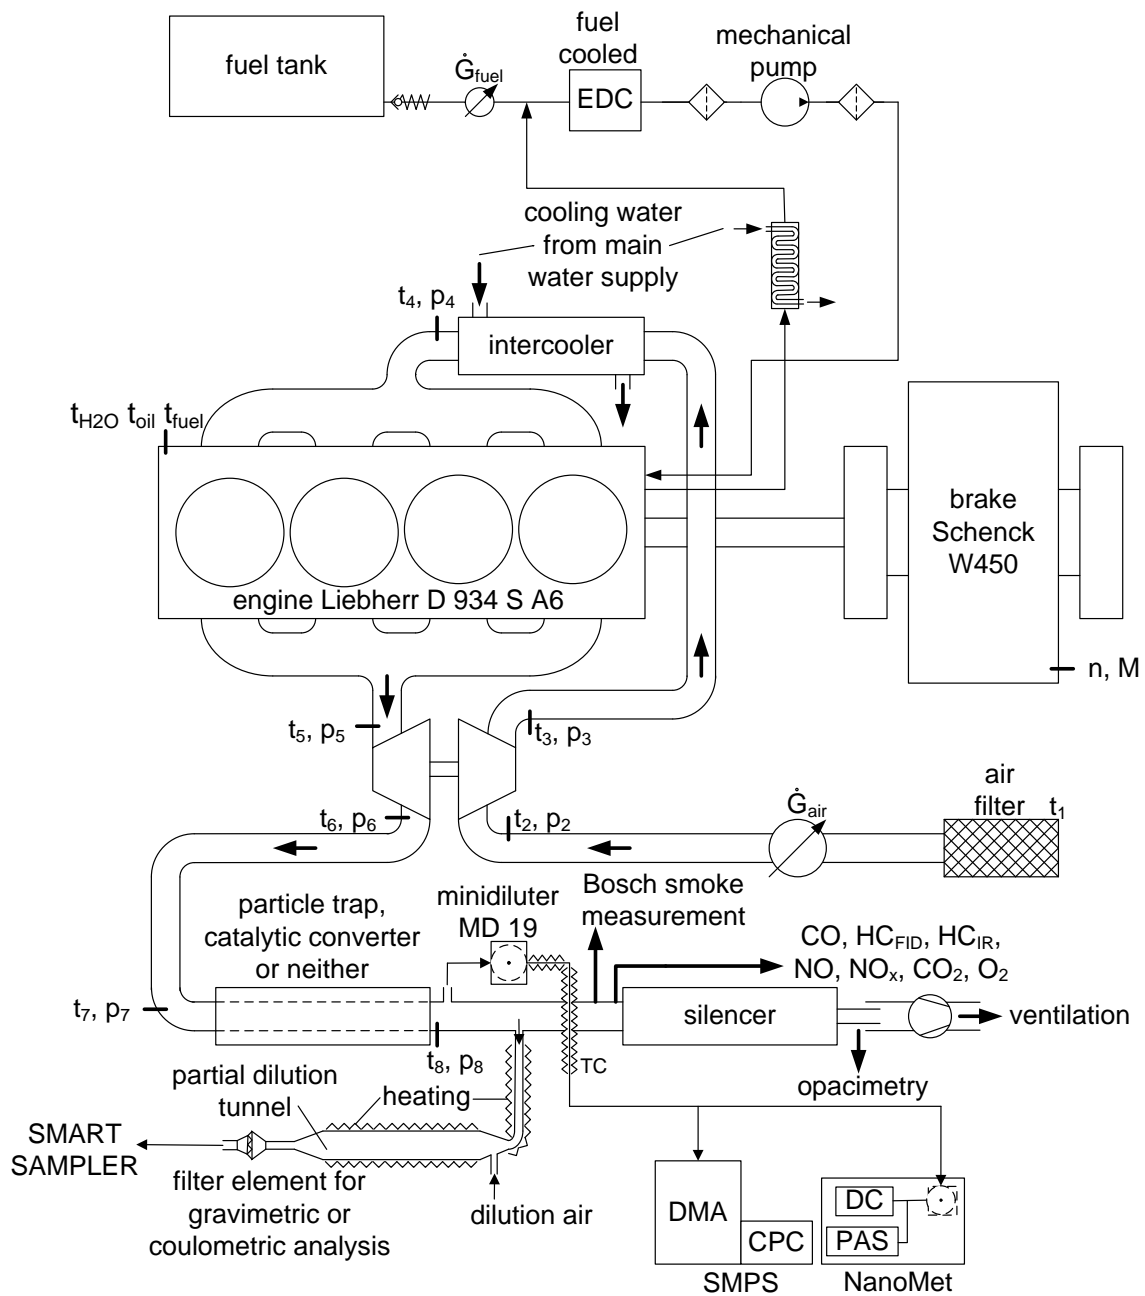 fuel tank
Ġfuel
fuel
cooled
EDC
mechanical
pump
cooling water
from main
water supply
t4, p4
intercooler
tH2O toil tfuel
engine Liebherr D 934 S A6
brake
Schenck
W450
n, M
t5, p5
t3, p3
t6, p6
t2, p2
Ġair
air
filter
t1
particle trap,
catalytic converter
or neither
minidiluter
MD 19
Bosch smoke
measurement
CO, HCFID, HCIR,
NO, NOx, CO2, O2
t7, p7
t8, p8
TC
silencer
ventilation
opacimetry
partial dilution
tunnel
heating
SMART
SAMPLER
filter element for
gravimetric or
coulometric analysis
dilution air
DMA
CPC
SMPS
DC
PAS
NanoMet